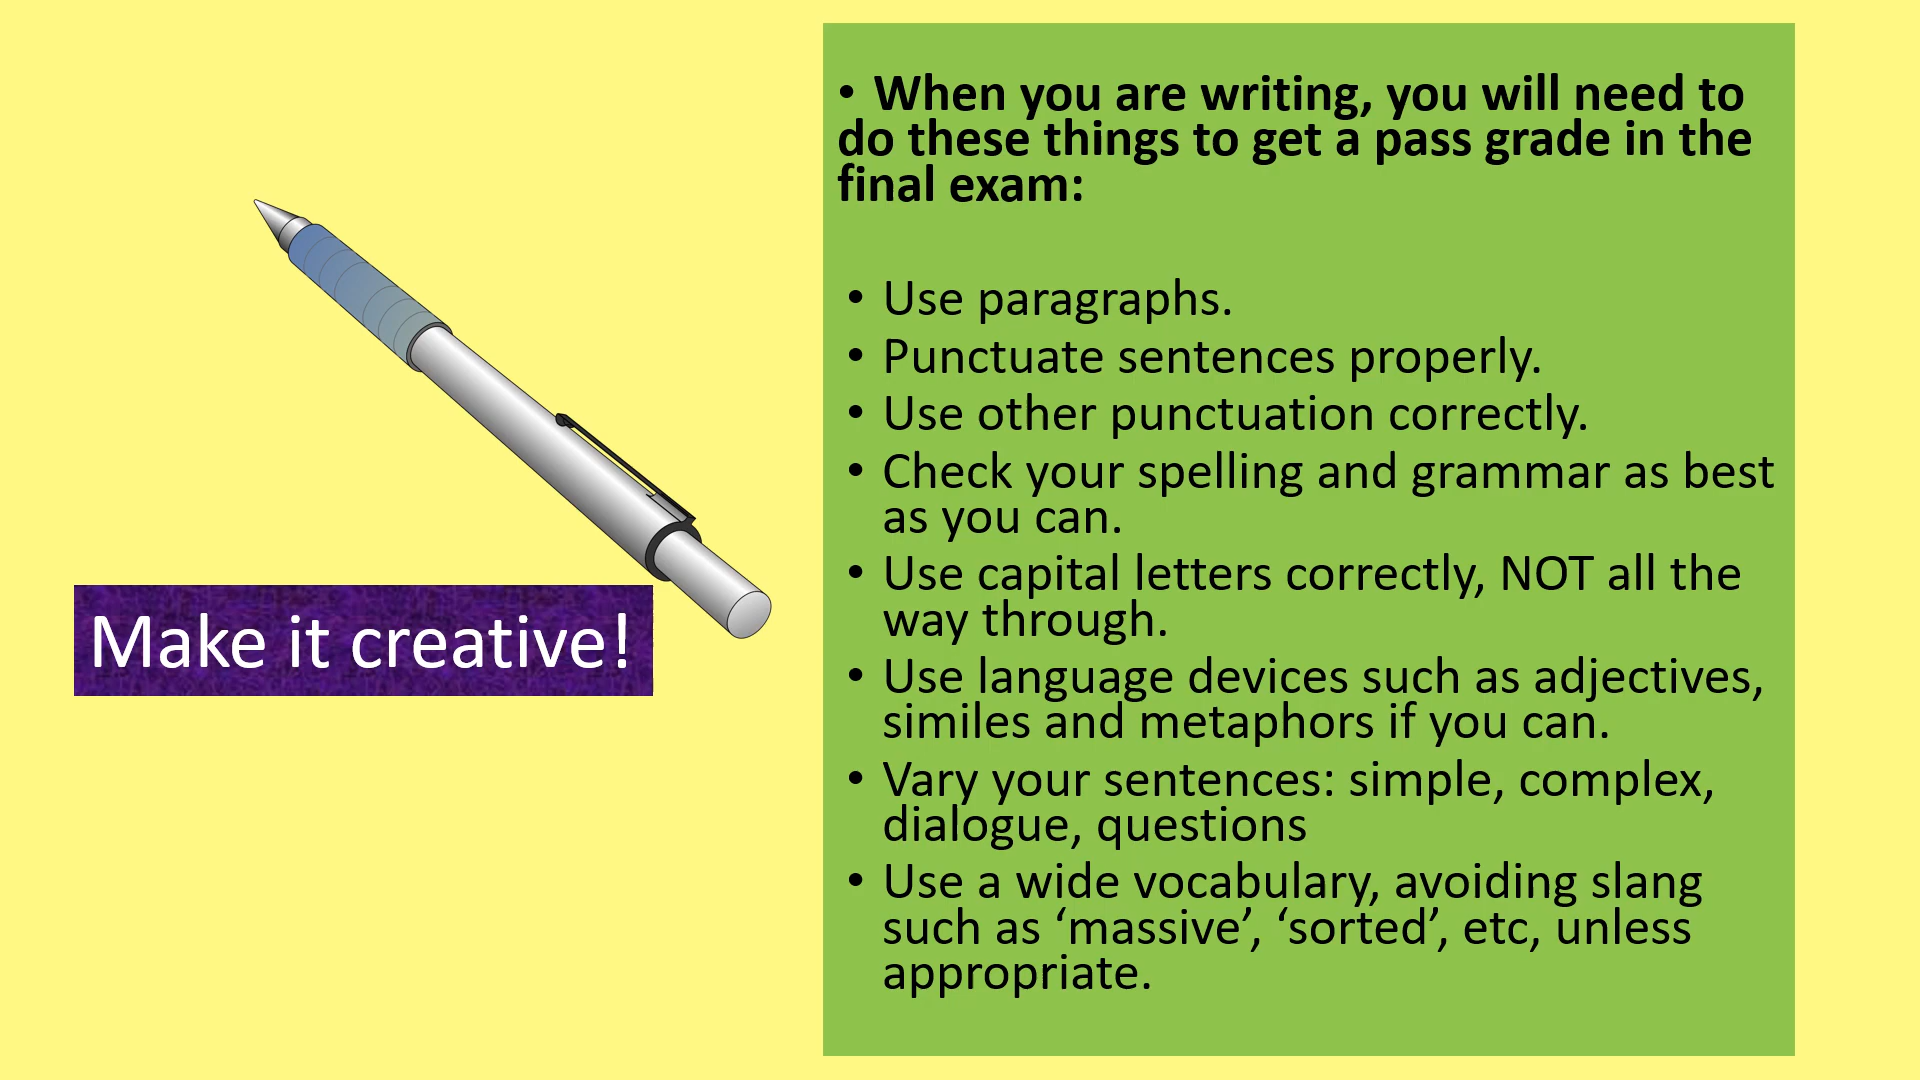 • When you are writing, you will need to
do these things to get a pass grade in the
final exam:
• Use paragraphs.
• Punctuate sentences properly.
• Use other punctuation correctly.
• Check your spelling and grammar as best
as you can.
• Use capital letters correctly, NOT all the
way through.
• Use language devices such as adjectives,
similes and metaphors if you can.
• Vary your sentences: simple, complex,
dialogue, questions
• Use a wide vocabulary, avoiding slang
such as ‘massive’, ‘sorted’, etc, unless
appropriate.
Make it creative!